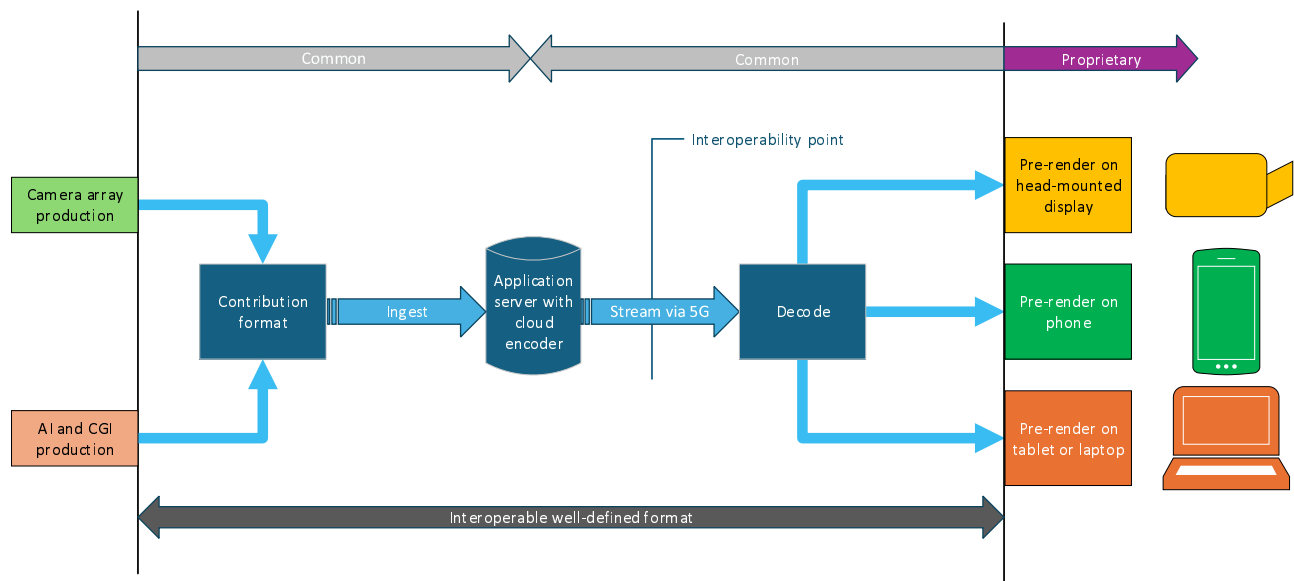 Common
Common
Proprietary
Interoperability point
Camera array
production
Pre-render on
head-mounted
display
Contribution
format
Ingest
Application
server with
cloud
encoder
Stream via 5G
Decode
Pre-render on
phone
AI and CGI
production
Pre-render on
tablet or laptop
Interoperable well-defined format